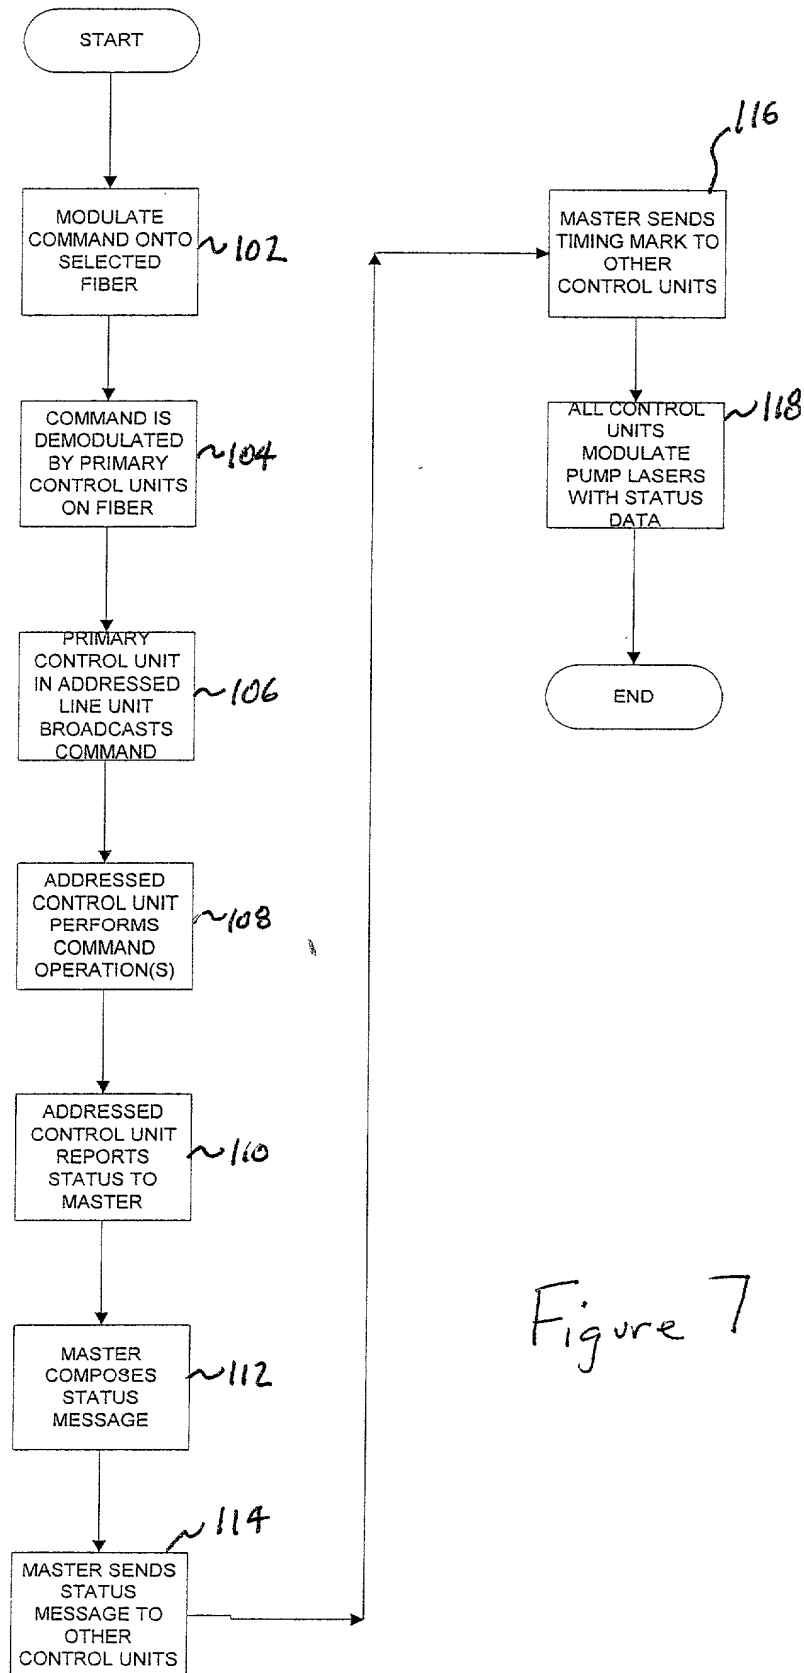 START
MODULATE
COMMAND ONTO
SELECTED
FIBER
102
COMMAND IS
DEMODULATED
BY PRIMARY
CONTROL UNITS
ON FIBER
104
PRIMARY
CONTROL UNIT
IN ADDRESSED
LINE UNIT
BROADCASTS
COMMAND
106
ADDRESSED
CONTROL UNIT
PERFORMS
COMMAND
OPERATION(S)
108
ADDRESSED
CONTROL UNIT
REPORTS
STATUS TO
MASTER
110
MASTER
COMPOSES
STATUS
MESSAGE
112
MASTER SENDS
STATUS
MESSAGE TO
OTHER
CONTROL UNITS
114
MASTER SENDS
TIMING MARK TO
OTHER
CONTROL UNITS
116
ALL CONTROL
UNITS
MODULATE
PUMP LASERS
WITH STATUS
DATA
118
END
Figure 7